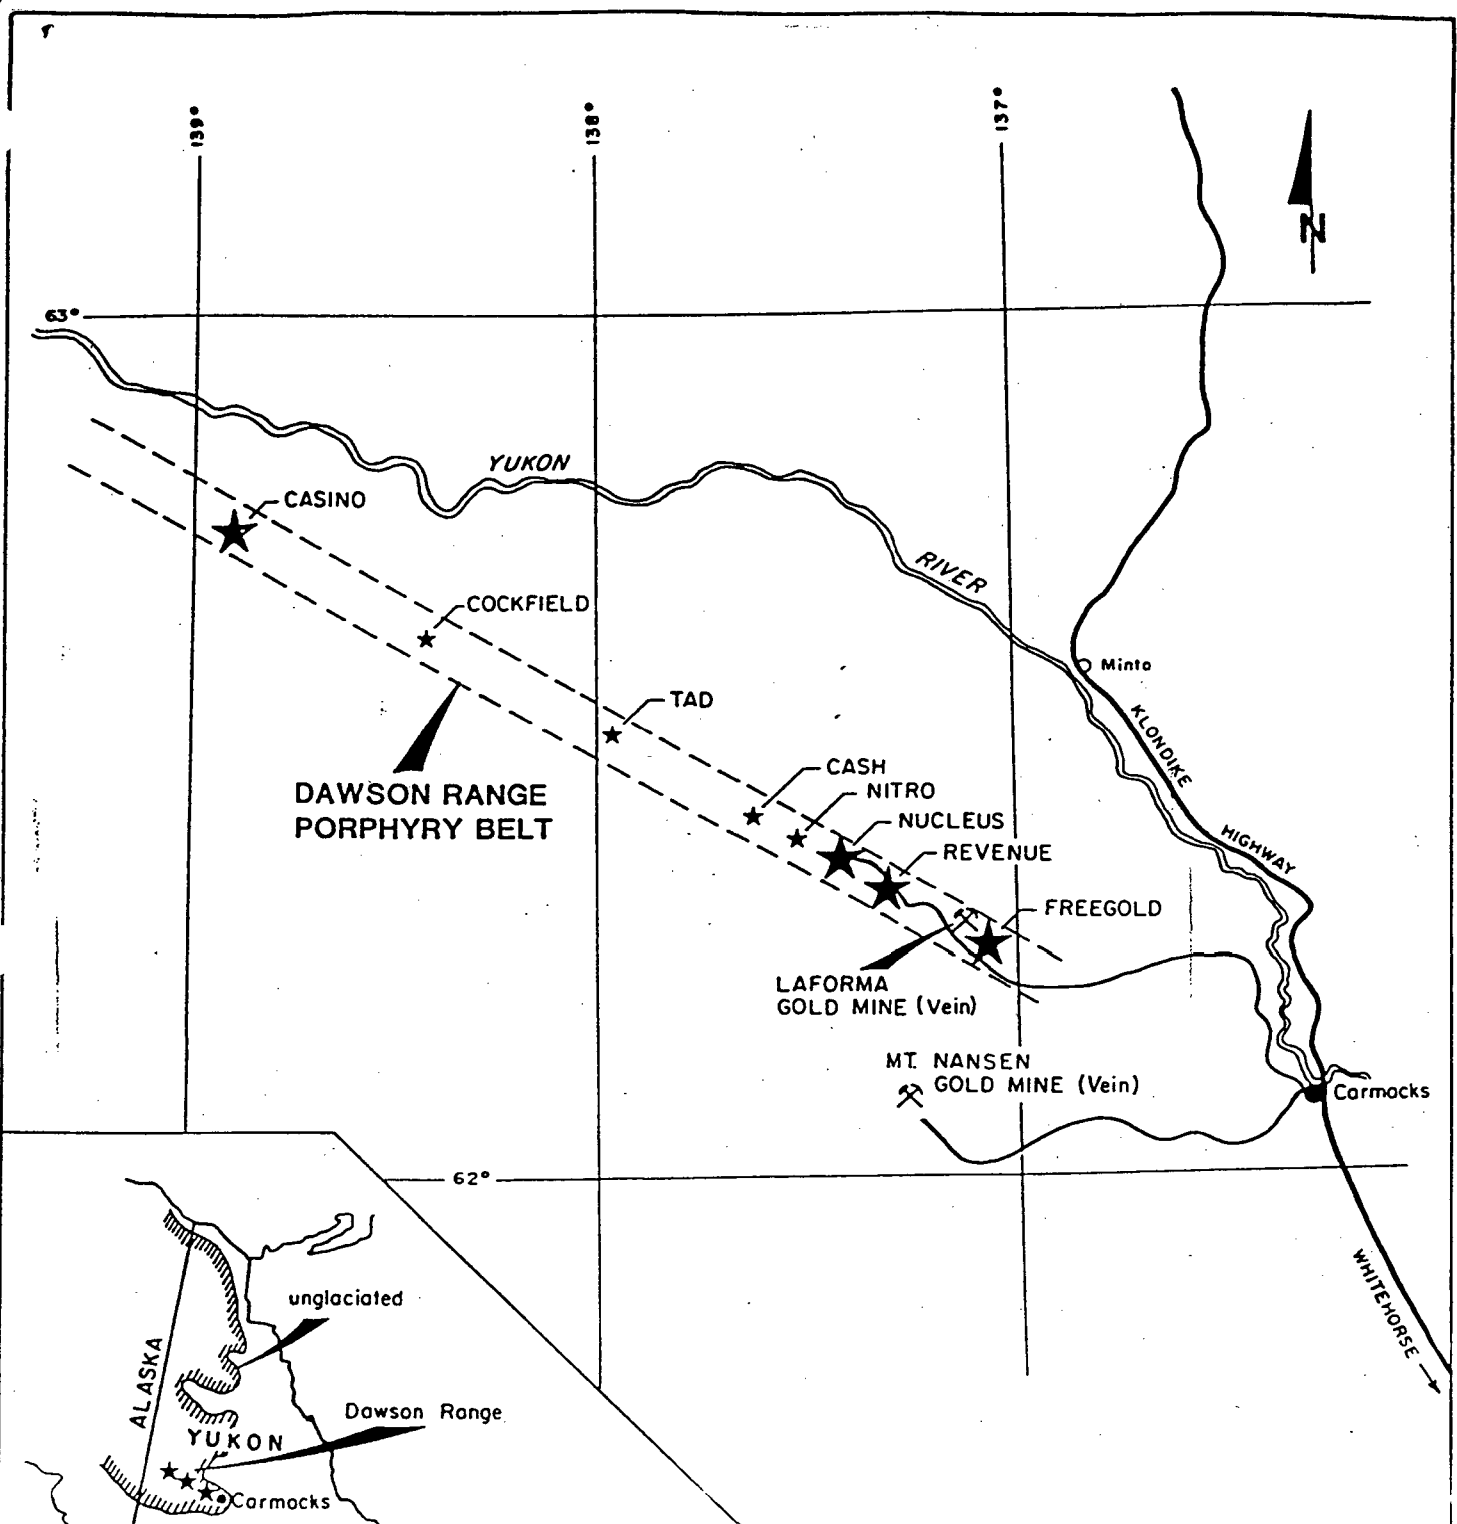 139°
138°
137°
N
63°
YUKON
CASINO
RIVER
COCKFIELD
Minto
TAD
KLONDIKE
CASH
DAWSON RANGE
PORPHYRY BELT
NITRO
NUCLEUS
HIGHWAY
REVENUE
FREEGOLD
LAFORMA
GOLD MINE (Vein)
MT. NANSEN
GOLD MINE (Vein)
Carmacks
62°
WHITEHORSE
unglaciated
ALASKA
Dawson Range
YUKON
Carmacks